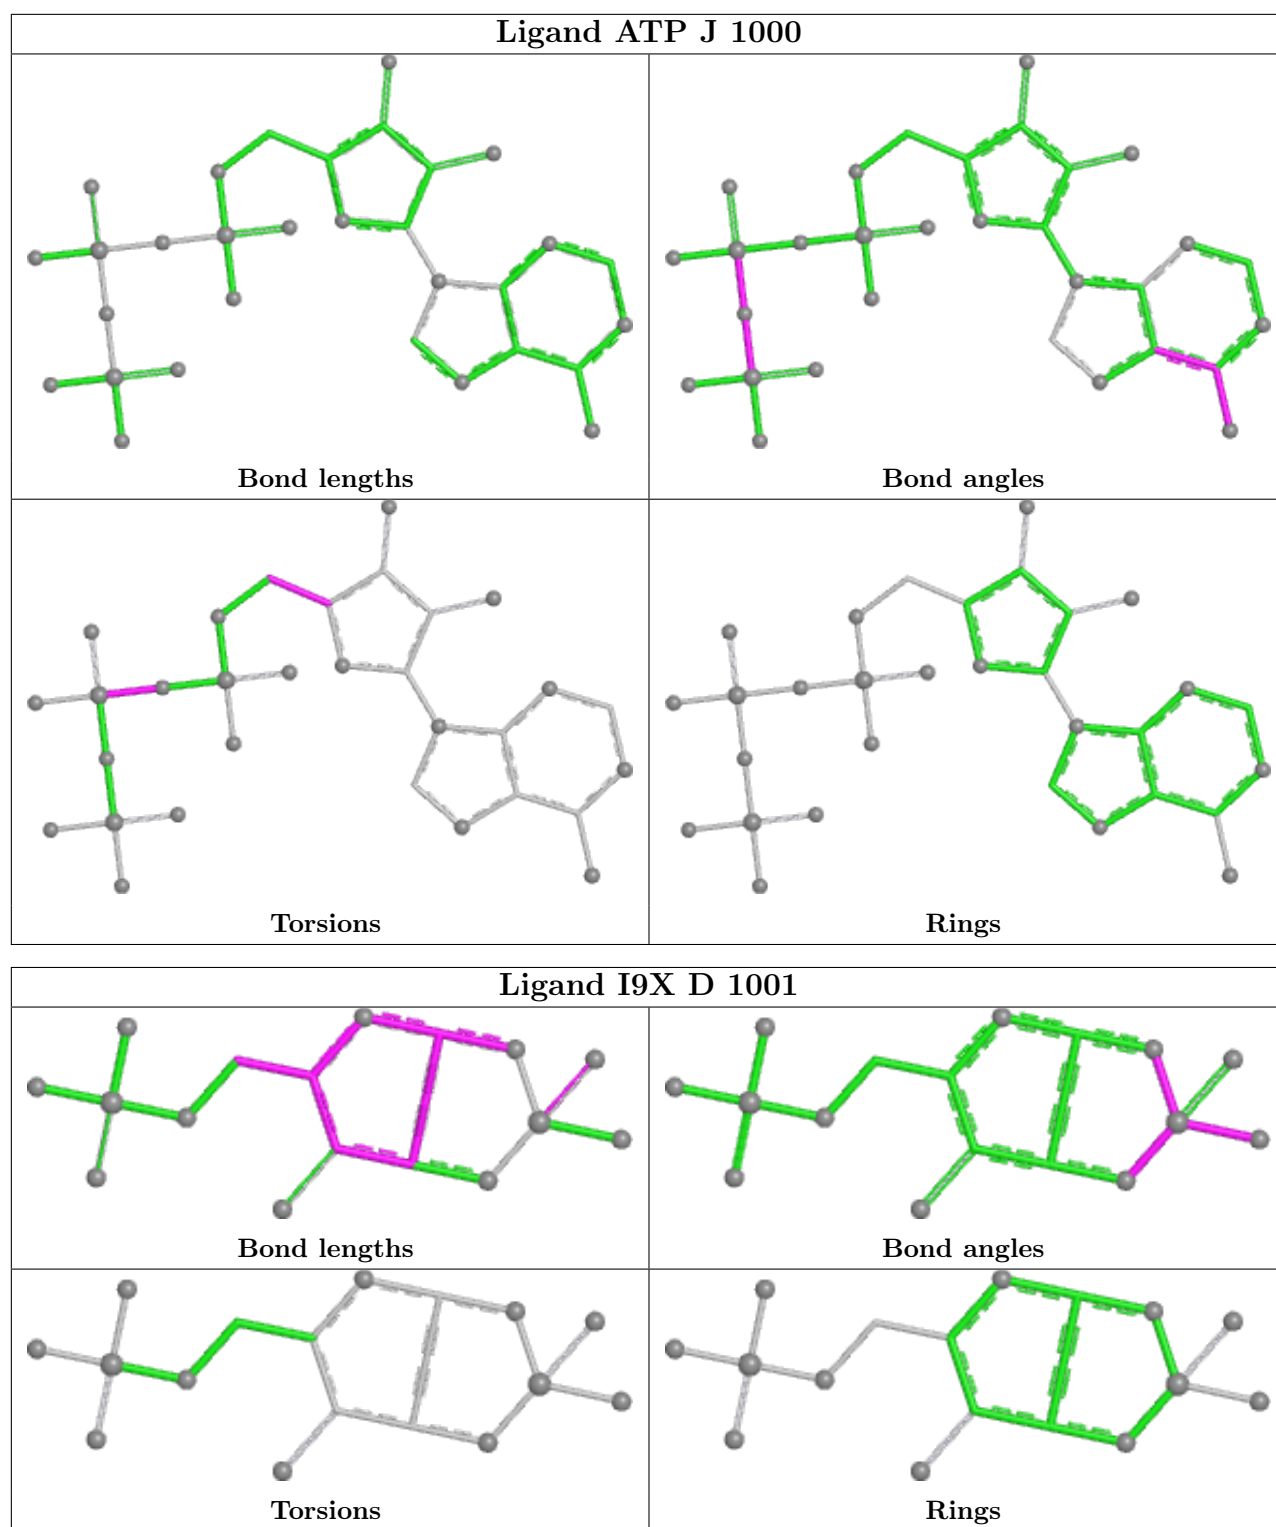 Ligand ATP J 1000
Bond lengths
Bond angles
Torsions
Rings
Ligand I9X D 1001
Bond lengths
Bond angles
Torsions
Rings